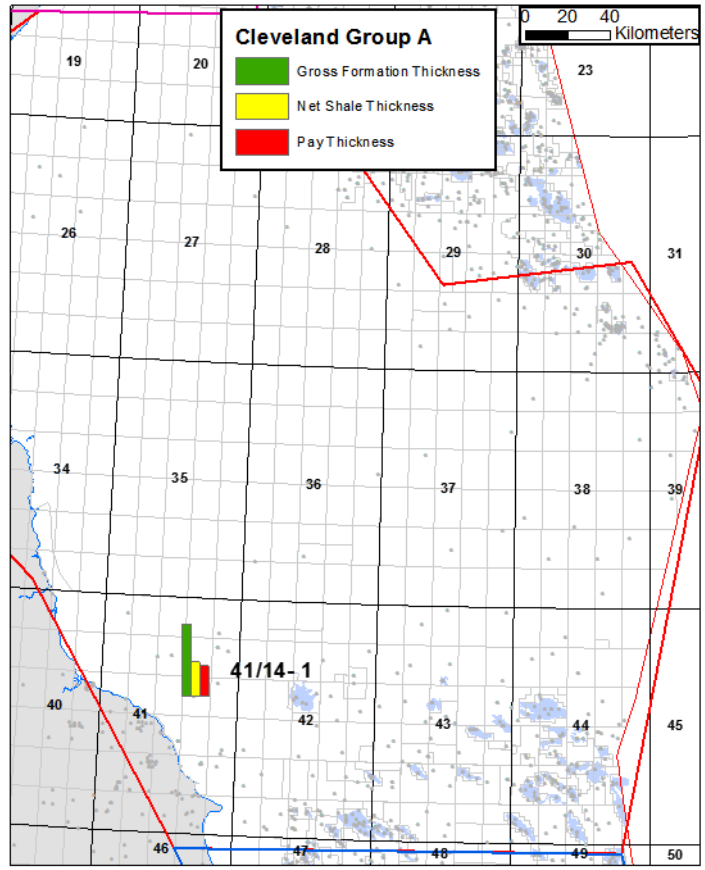 Cleveland Group A
Gross Formation Thickness
Net Shale Thickness
Pay Thickness
0 20 40
Kilometers
19 20 23
26 27 28 29 30 31
34 35 36 37 38 39
41/14-1
40 41 42 43 44 45
46 47 48 49 50